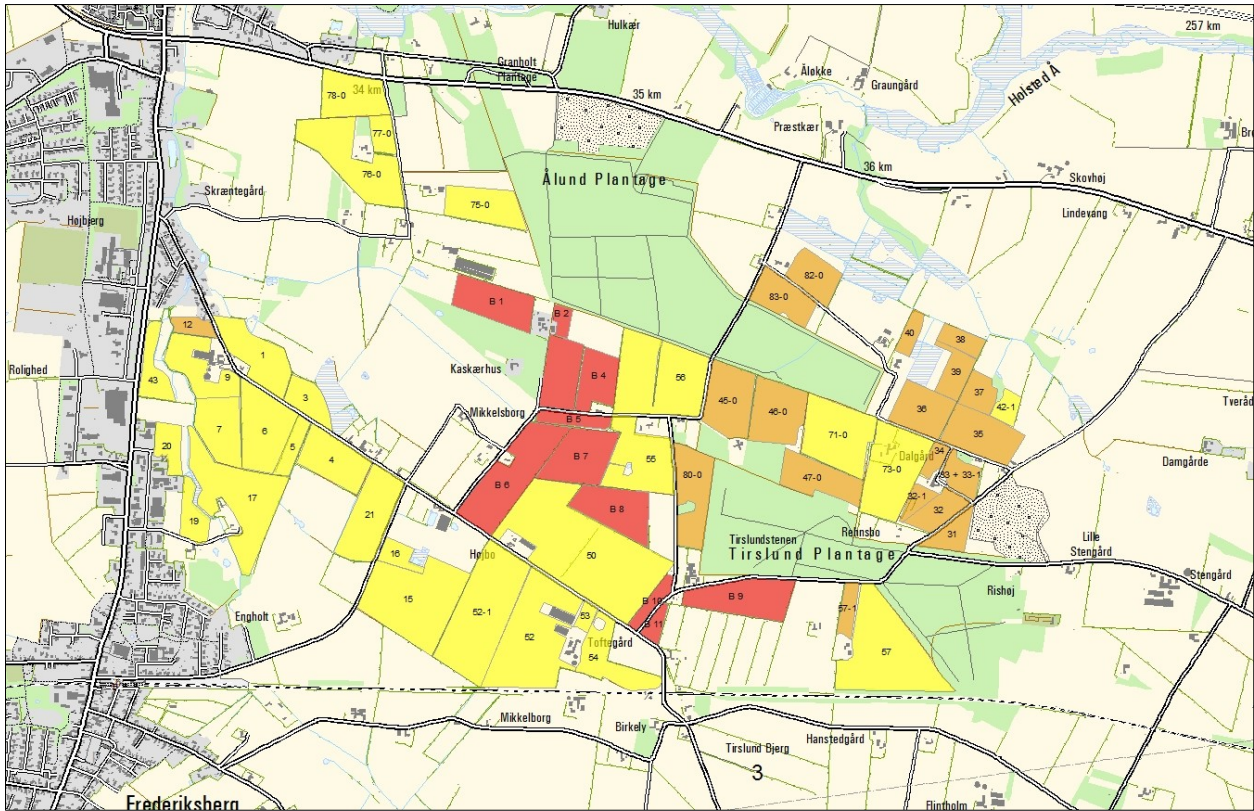 Hulkær
257 km
Granholt
Plantage
Åløkke
Graungård
Holsted Å
78-0
34 km
35 km
Præstkær
77-0
76-0
36 km
Skovhøj
Skræntegård
Ålund Plantage
75-0
Lindevang
Højbjerg
82-0
83-0
B 1
B 2
12
40
38
1
39
Rolighed
Kaskærhus
B 4
56
37
43
9
3
45-0
46-0
36
42-1
Mikkelsborg
B 5
71-0
35
20
7
6
5
4
B 7
55
Dalgård
34
33 + 33-1
Damgårde
73-0
17
B 6
80-0
47-0
32-1
32
21
B 8
19
Rehnsbo
31
Tirslundstenen
Tirslund Plantage
Lille
Stengård
16
Højbo
50
Stengård
15
52-1
B 10
B 9
Rishøj
Engholt
53
B 11
57-1
52
Toftegård
54
57
Mikkelborg
Birkely
Hanstedgård
Tirslund Bjerg
3
Frederiksberg
Flintholm